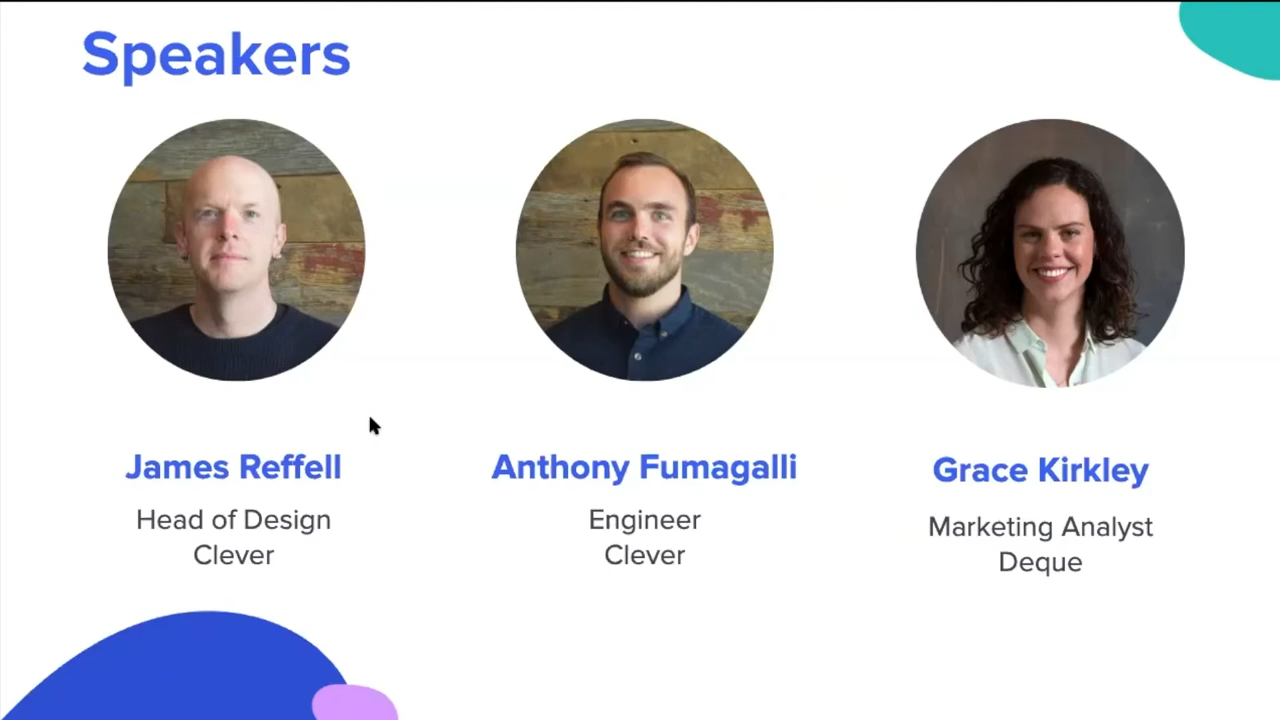 Speakers
James Reffell
Head of Design
Clever
Anthony Fumagalli
Engineer
Clever
Grace Kirkley
Marketing Analyst
Deque